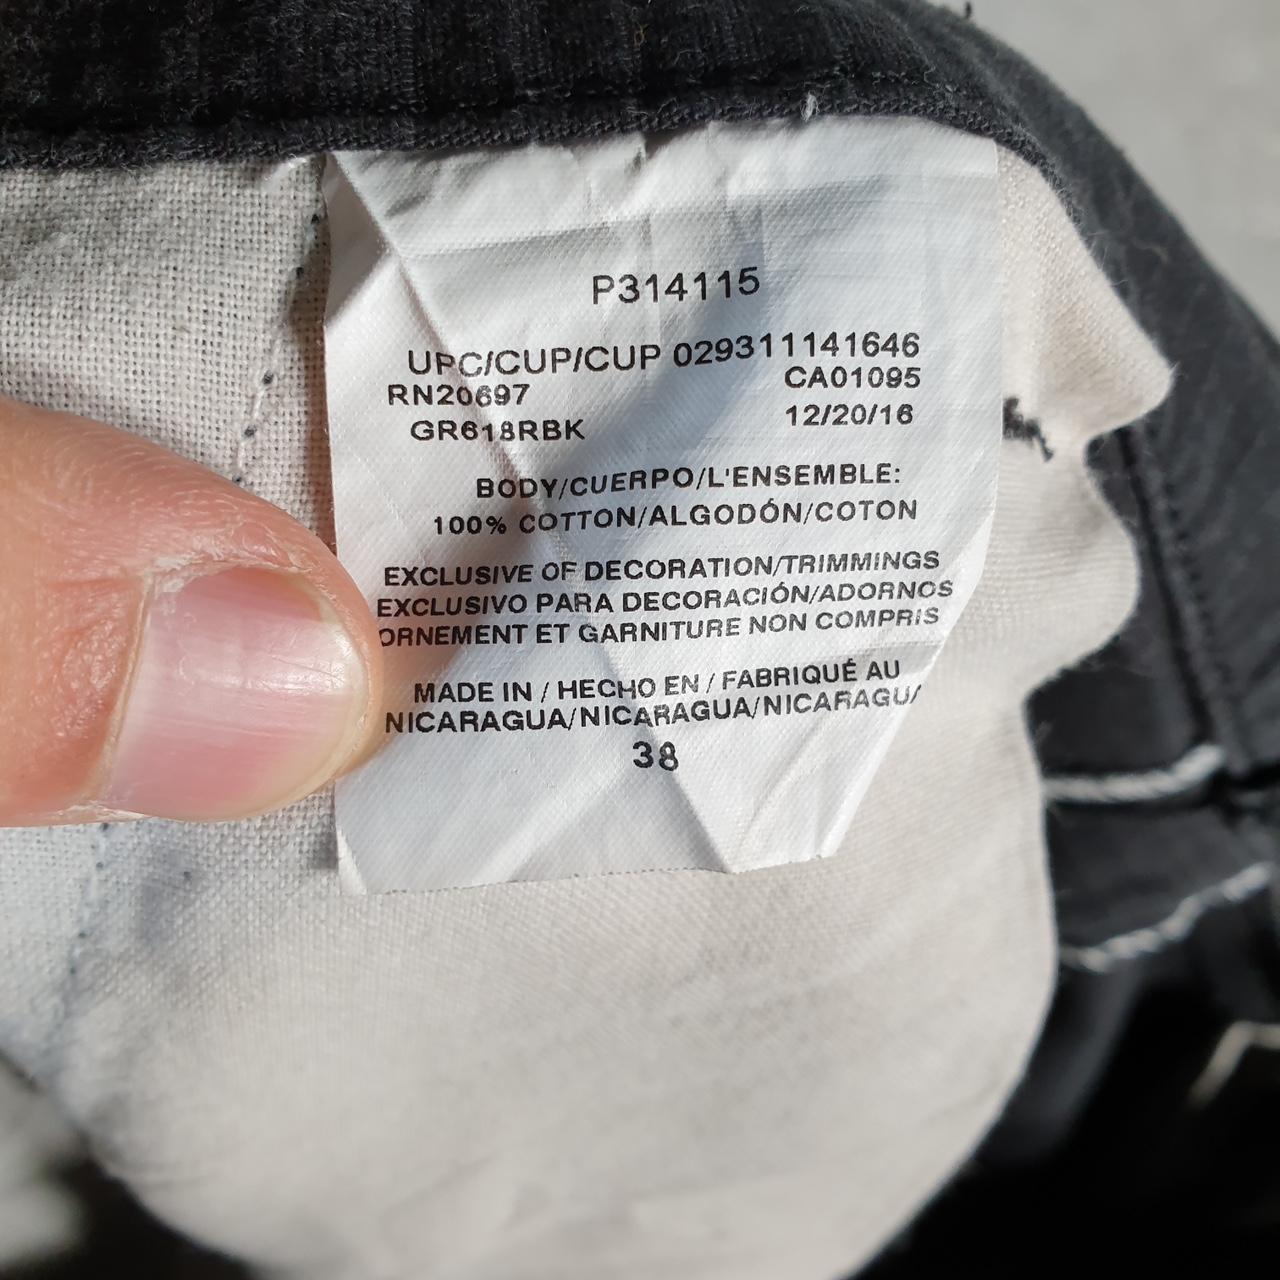 P314115
UPC/CUP/CUP 029311141646
RN20697 CA01095
GR618RBK 12/20/16
BODY/CUERPO/L'ENSEMBLE:
100% COTTON/ALGODÓN/COTON
EXCLUSIVE OF DECORATION/TRIMMINGS
EXCLUSIVO PARA DECORACIÓN/ADORNOS
ORNEMENT ET GARNITURE NON COMPRIS
MADE IN / HECHO EN / FABRIQUÉ AU
NICARAGUA/NICARAGUA/NICARAGU/
38